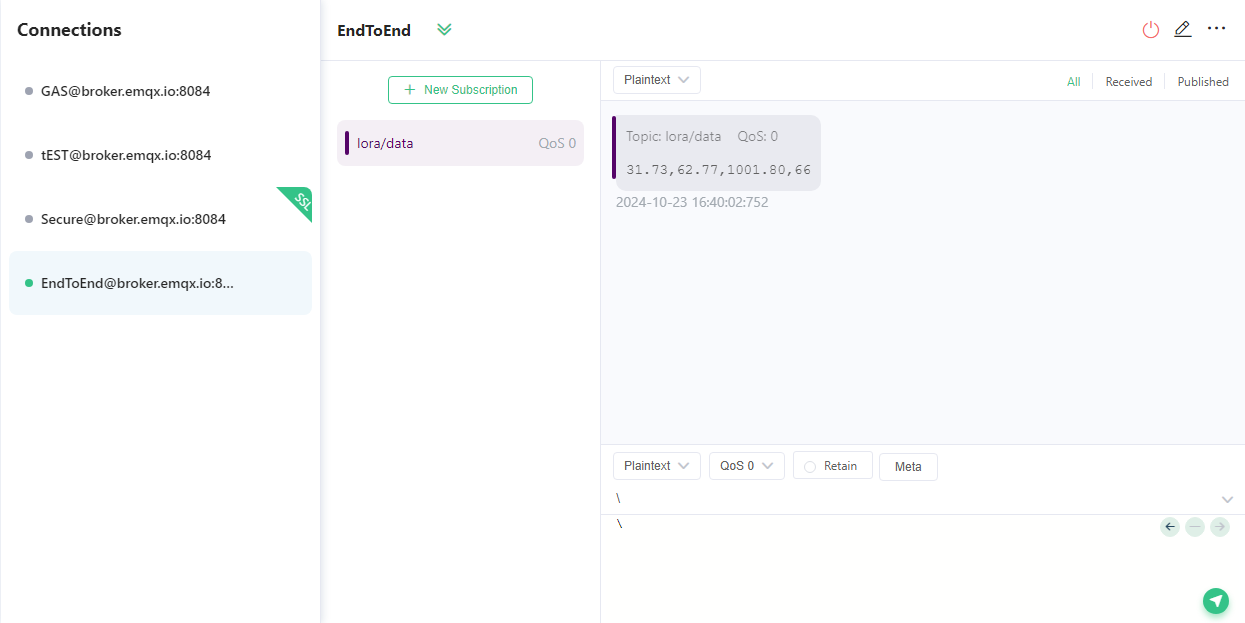 Connections
GAS@broker.emqx.io:8084
tEST@broker.emqx.io:8084
SSL
Secure@broker.emqx.io:8084
EndToEnd@broker.emqx.io:8...
EndToEnd
New Subscription
lora/data QoS 0
Plaintext All Received Published
Topic: lora/data QoS: 0
31.73,62.77,1001.80,66
2024-10-23 16:40:02:752
Plaintext QoS 0 Retain Meta
\
\